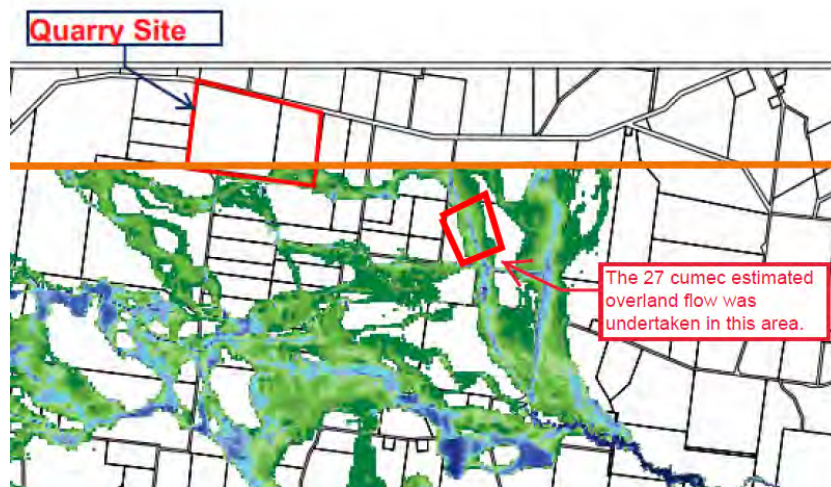 Quarry Site
The 27 cumec estimated
overland flow was
undertaken in this area.